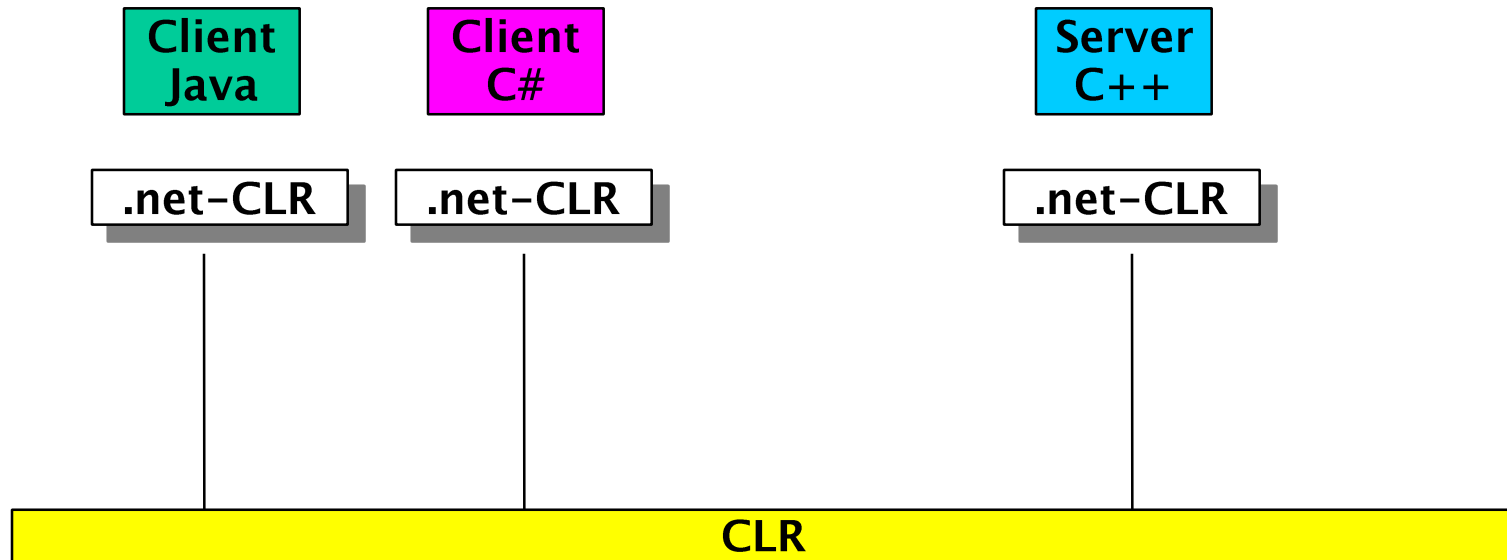 Client
Java
Client
C#
Server
C++
.net-CLR
.net-CLR
.net-CLR
CLR